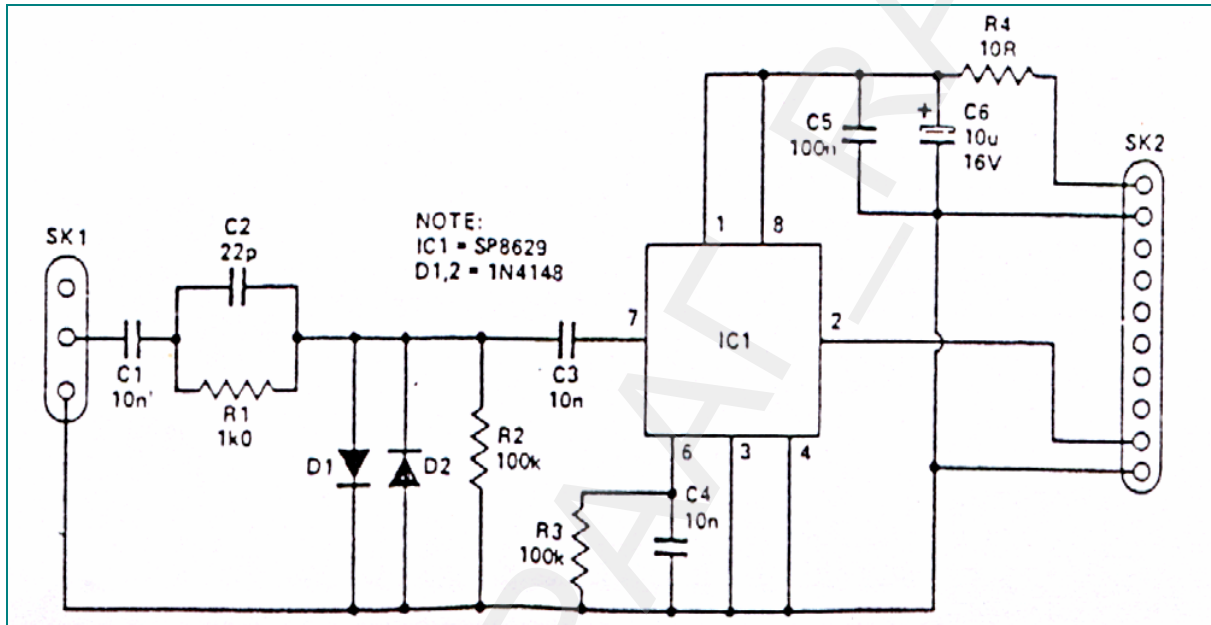 R4
10R
C5
100n
+
C6
10u
16V
SK2
SK1
C2
22p
NOTE:
IC1 = SP8629
D1,2 = 1N4148
1
8
7
IC1
2
C1
10n
R1
1k0
C3
10n
D1
D2
R2
100k
6
3
4
C4
10n
R3
100k